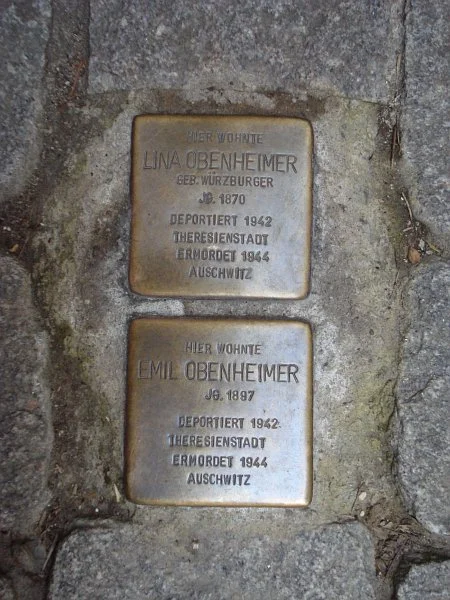 HIER WOHNTE
LINA OBENHEIMER
GEB. WÜRZBURGER
JG. 1870
DEPORTIERT 1942
THERESIENSTADT
ERMORDET 1944
AUSCHWITZ
HIER WOHNTE
EMIL OBENHEIMER
JG. 1897
DEPORTIERT 1942
THERESIENSTADT
ERMORDET 1944
AUSCHWITZ